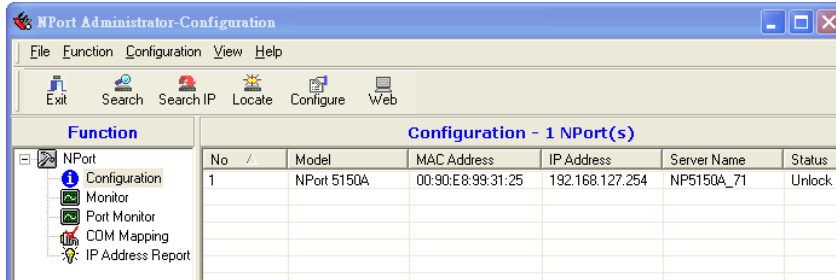 NPort Administrator-Configuration
File Function Configuration View Help
Exit Search Search IP Locate Configure Web
Function
Configuration - 1 NPort(s)
NPort
Configuration
Monitor
Port Monitor
COM Mapping
IP Address Report
No Model MAC Address IP Address Server Name Status
1 NPort 5150A 00:90:E8:99:31:25 192.168.127.254 NP5150A_71 Unlock